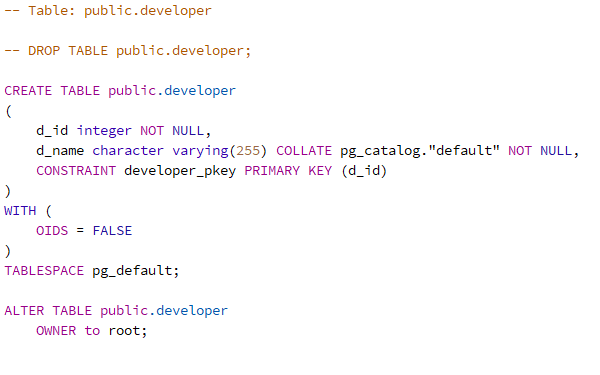 -- Table: public.developer
-- DROP TABLE public.developer;
CREATE TABLE public.developer
(
    d_id integer NOT NULL,
    d_name character varying(255) COLLATE pg_catalog."default" NOT NULL,
    CONSTRAINT developer_pkey PRIMARY KEY (d_id)
)
WITH (
    OIDS = FALSE
)
TABLESPACE pg_default;
ALTER TABLE public.developer
    OWNER to root;